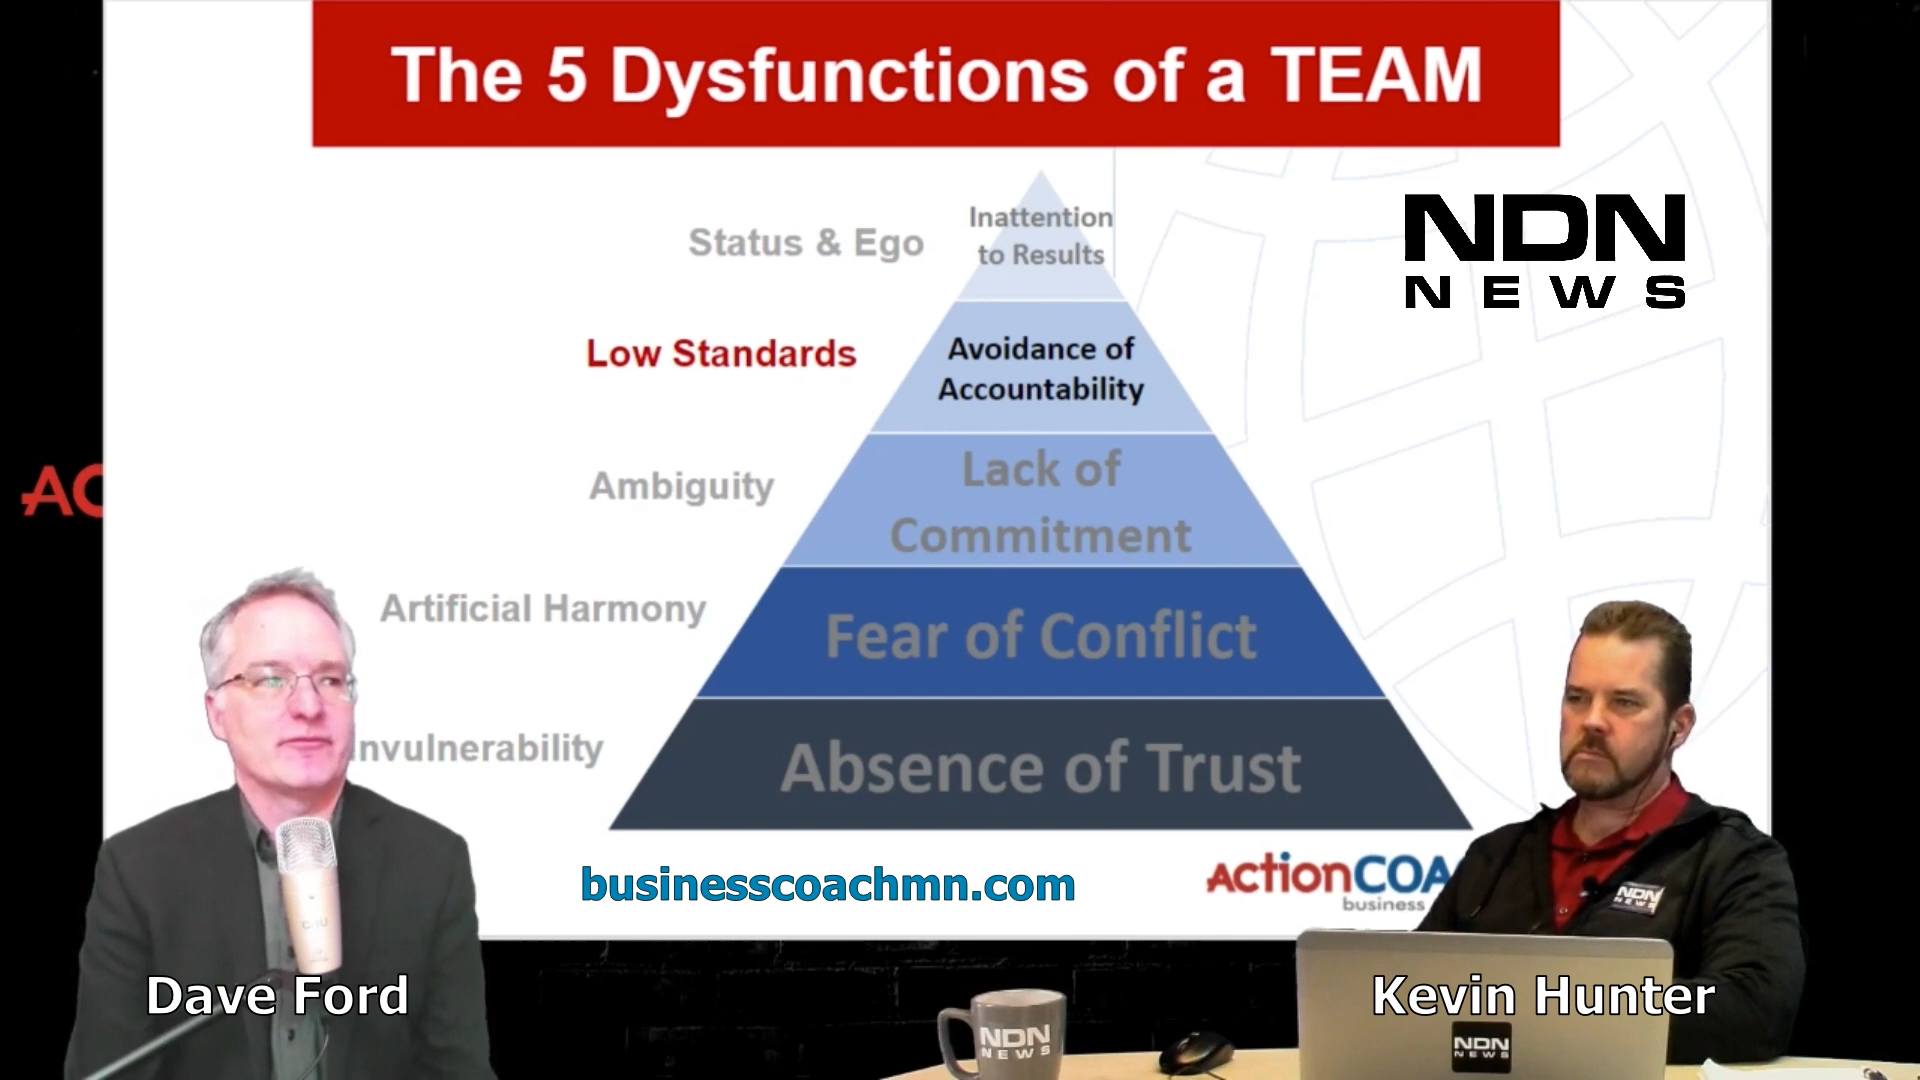 The 5 Dysfunctions of a TEAM
NDN
NEWS
Status & Ego
Inattention
to Results
Low Standards
Avoidance of
Accountability
Ambiguity
Lack of
Commitment
AC
Artificial Harmony
Fear of Conflict
nvulnerability
Absence of Trust
businesscoachmn.com
ActionCOA
business
NDN
NEWS
Dave Ford
Kevin Hunter
NDN
NEWS
NDN
NEWS